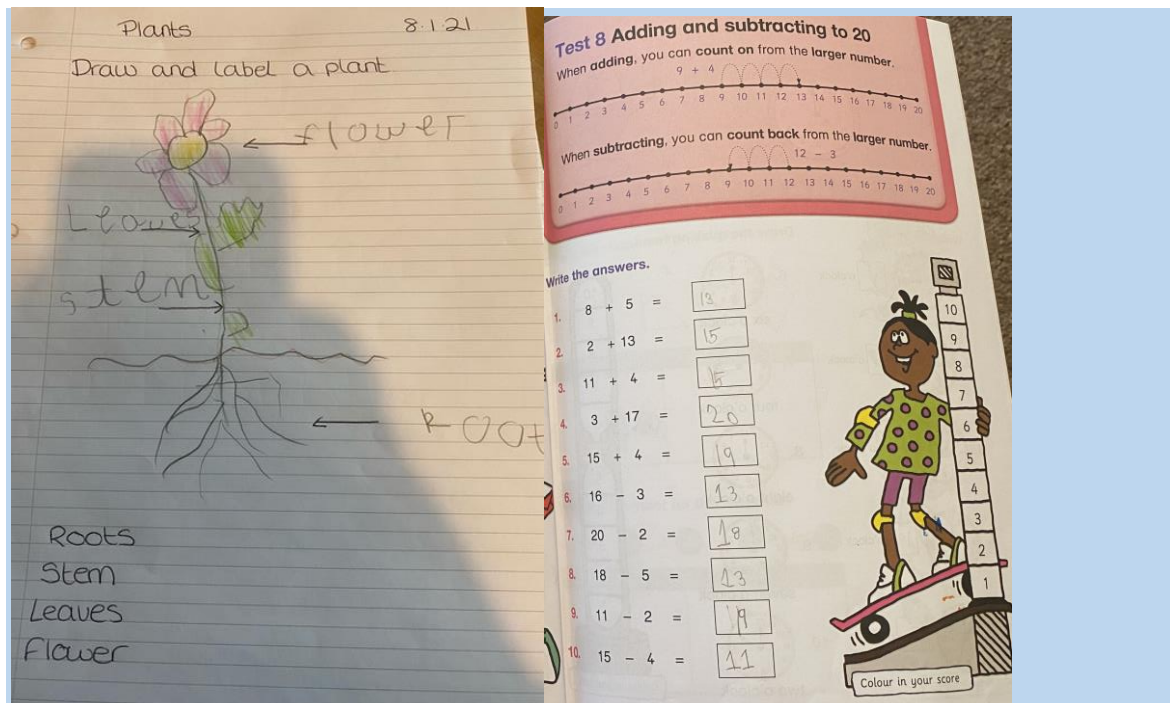 Plants 8.1.21
Draw and label a plant
flower
Leaves
stem
Root
Roots
Stem
Leaves
Flower
Test 8 Adding and subtracting to 20
When adding, you can count on from the larger number.
9 + 4
0 1 2 3 4 5 6 7 8 9 10 11 12 13 14 15 16 17 18 19 20
When subtracting, you can count back from the larger number.
12 - 3
0 1 2 3 4 5 6 7 8 9 10 11 12 13 14 15 16 17 18 19 20
Write the answers.
1. 8 + 5 = 13
2. 2 + 13 = 15
3. 11 + 4 = 15
4. 3 + 17 = 20
5. 15 + 4 = 19
6. 16 - 3 = 13
7. 20 - 2 = 18
8. 18 - 5 = 13
9. 11 - 2 =
10. 15 - 4 = 11
10
9
8
7
6
5
4
3
2
1
Colour in your score